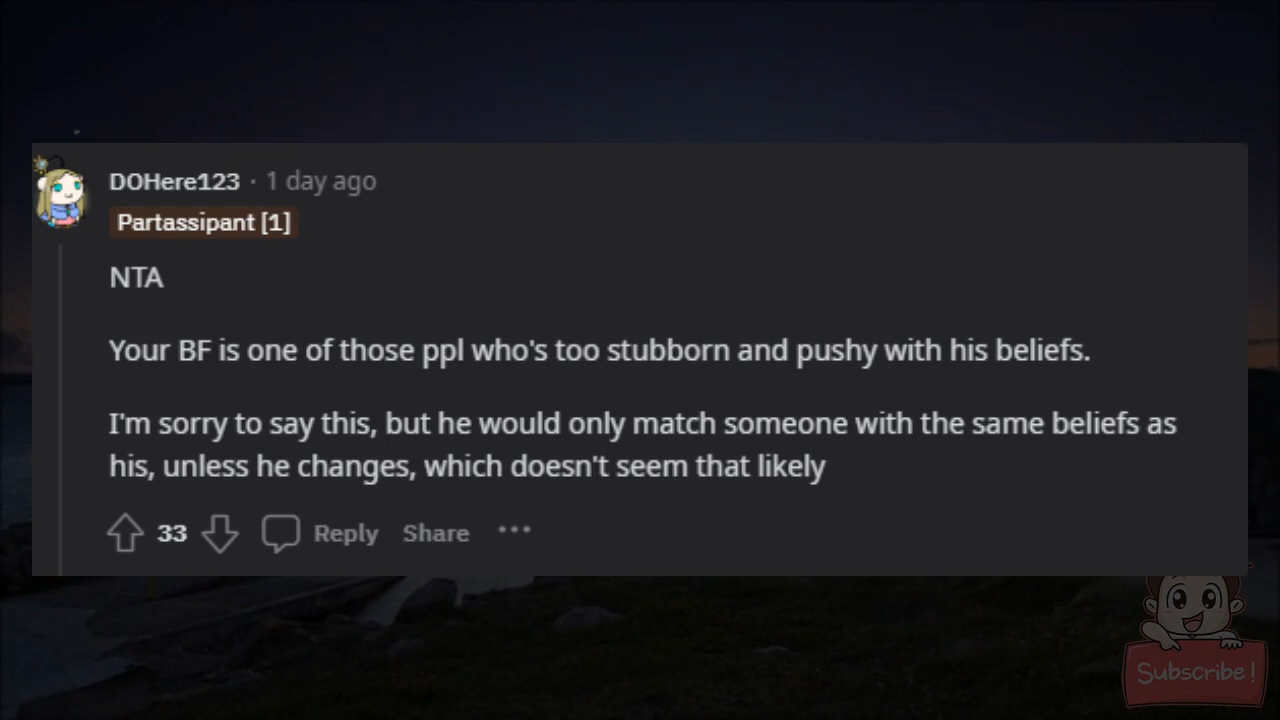 DOHere123 · 1 day ago
Partassipant [1]
NTA
Your BF is one of those ppl who's too stubborn and pushy with his beliefs.
I'm sorry to say this, but he would only match someone with the same beliefs as
his, unless he changes, which doesn't seem that likely
33 Reply Share ···
Subscribe!